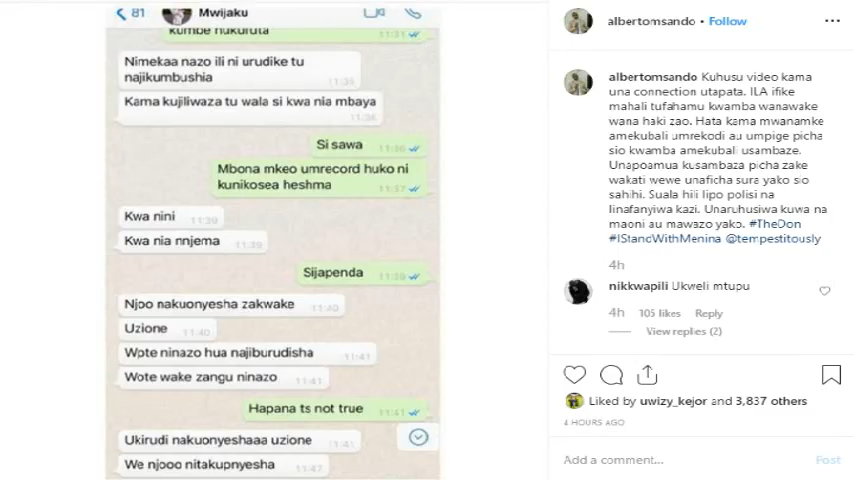 81 Mwijaku
kumbe hukufuta
11:31
Nimekaa nazo ili ni urudike tu
najikumbushia
11:35
Kama kujiliwaza tu wala si kwa nia mbaya
11:36
Si sawa
11:36
Mbona mkeo umrecord huko ni
kunikosea heshma
11:37
Kwa nini
11:39
Kwa nia nnjema
11:39
Sijapenda
11:39
Njoo nakuonyesha zakwake
11:40
Uzione
11:40
Wote ninazo hua najiburudisha
11:41
Wote wake zangu ninazo
11:41
Hapana ts not true
11:41
Ukirudi nakuonyeshaaa uzione
11:41
We njooo nitakupnyesha
11:42
albertomsando • Follow
albertomsando Kuhusu video kama
una connection utapata. ILA ifike
mahali tufahamu kwamba wanawake
wana haki zao. Hata kama mwanamke
amekubali umrekodi au umpige picha
sio kwamba amekubali usambaze.
Unapoamua kusambaza picha zake
wakati wewe unaficha sura yako sio
sahihi. Suala hili lipo polisi na
linafanyiwa kazi. Unaruhusiwa kuwa na
maoni au mawazo yako. #TheDon
#IStandWithMenina @tempestitously
4h
nikkwapili Ukweli mtupu
4h 105 likes Reply
View replies (2)
Liked by uwizy_kejor and 3,837 others
4 HOURS AGO
Add a comment... Post